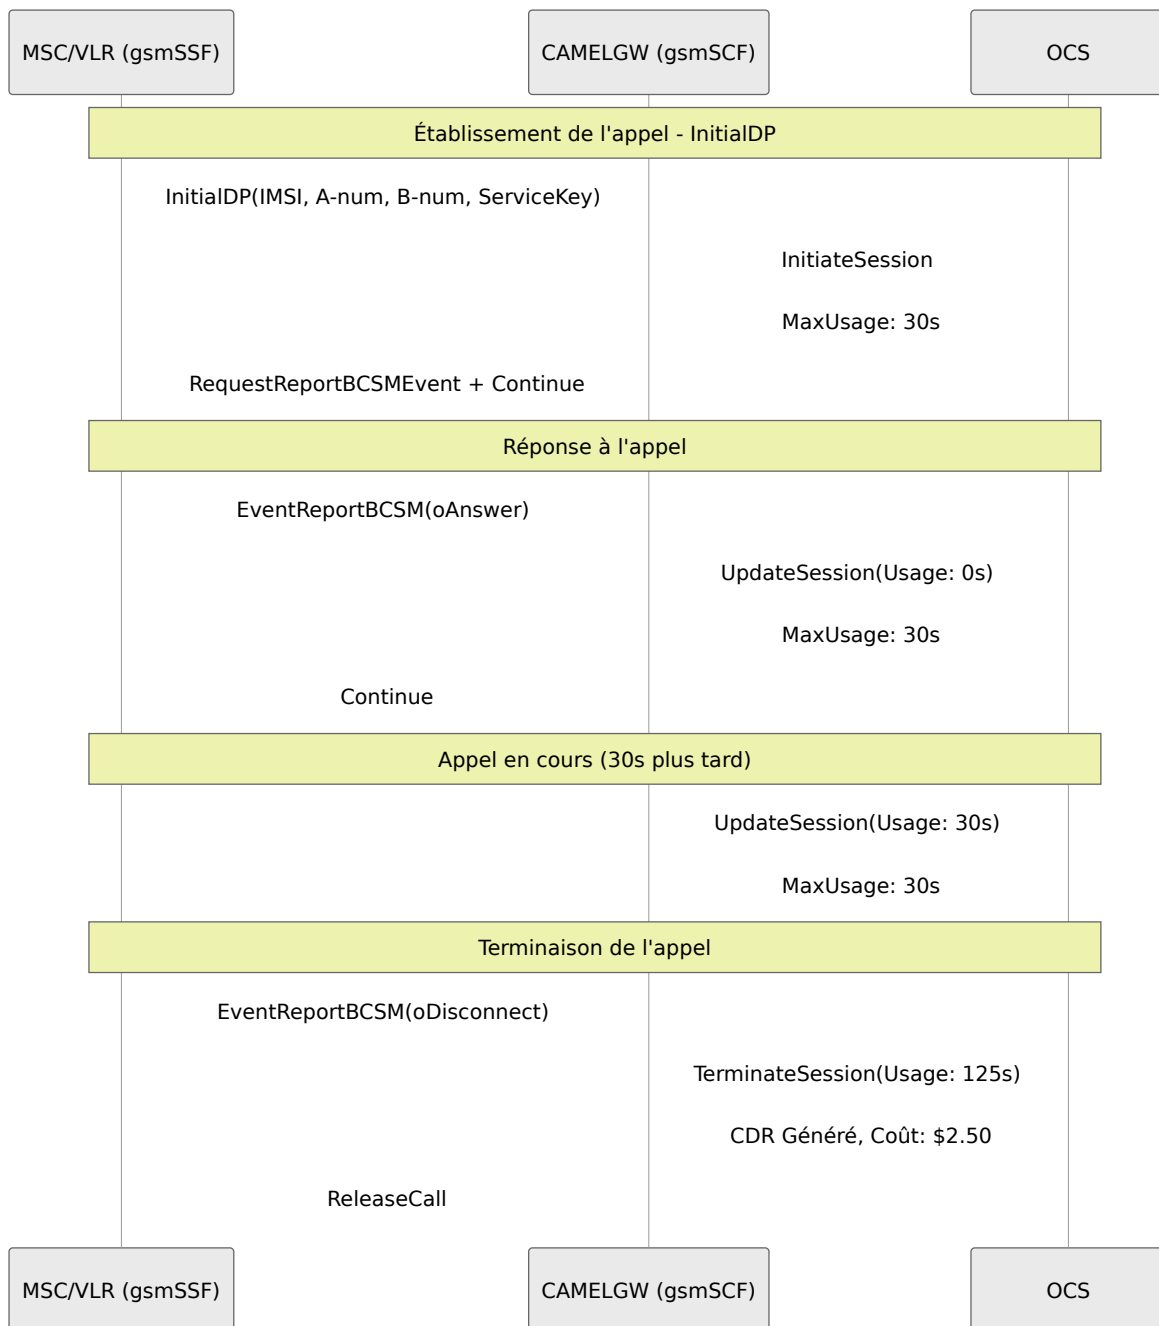 MSC/VLR (gsmSSF)
CAMELGW (gsmSCF)
OCS
Établissement de l'appel - InitialDP
InitialDP(IMSI, A-num, B-num, ServiceKey)
InitiateSession
MaxUsage: 30s
RequestReportBCSMEvent + Continue
Réponse à l'appel
EventReportBCSM(oAnswer)
UpdateSession(Usage: 0s)
MaxUsage: 30s
Continue
Appel en cours (30s plus tard)
UpdateSession(Usage: 30s)
MaxUsage: 30s
Terminaison de l'appel
EventReportBCSM(oDisconnect)
TerminateSession(Usage: 125s)
CDR Généré, Coût: $2.50
ReleaseCall
MSC/VLR (gsmSSF)
CAMELGW (gsmSCF)
OCS